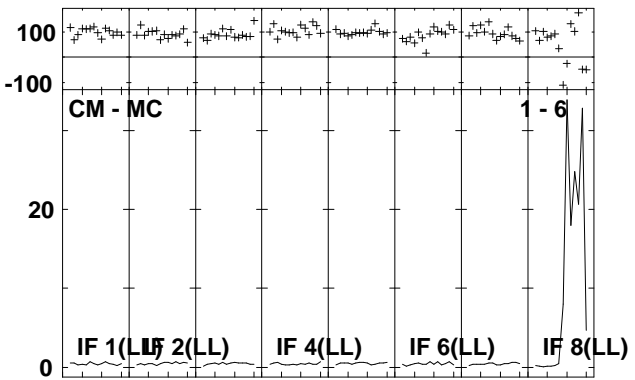 100
-100
CM - MC 1 - 6
20
IF 1(LL) IF 2(LL) IF 4(LL) IF 6(LL) IF 8(LL)
0